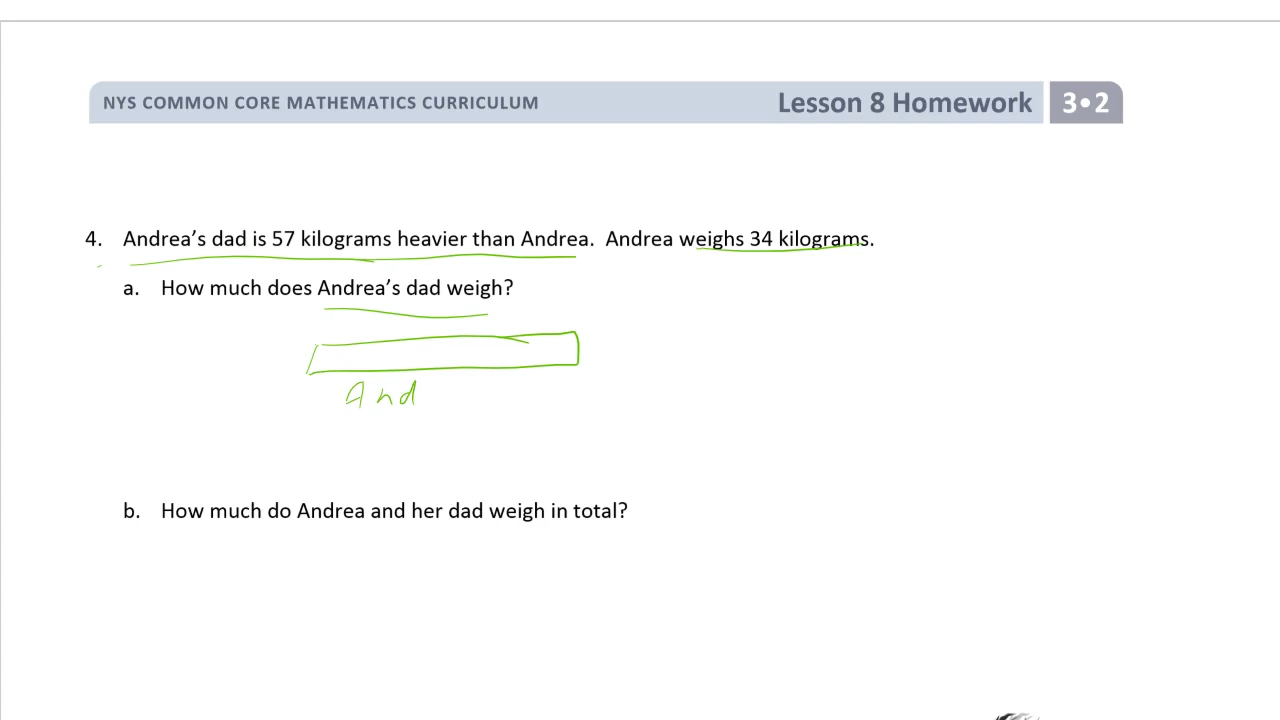 NYS COMMON CORE MATHEMATICS CURRICULUM Lesson 8 Homework 3•2
4. Andrea’s dad is 57 kilograms heavier than Andrea. Andrea weighs 34 kilograms.
a. How much does Andrea’s dad weigh?
And
b. How much do Andrea and her dad weigh in total?